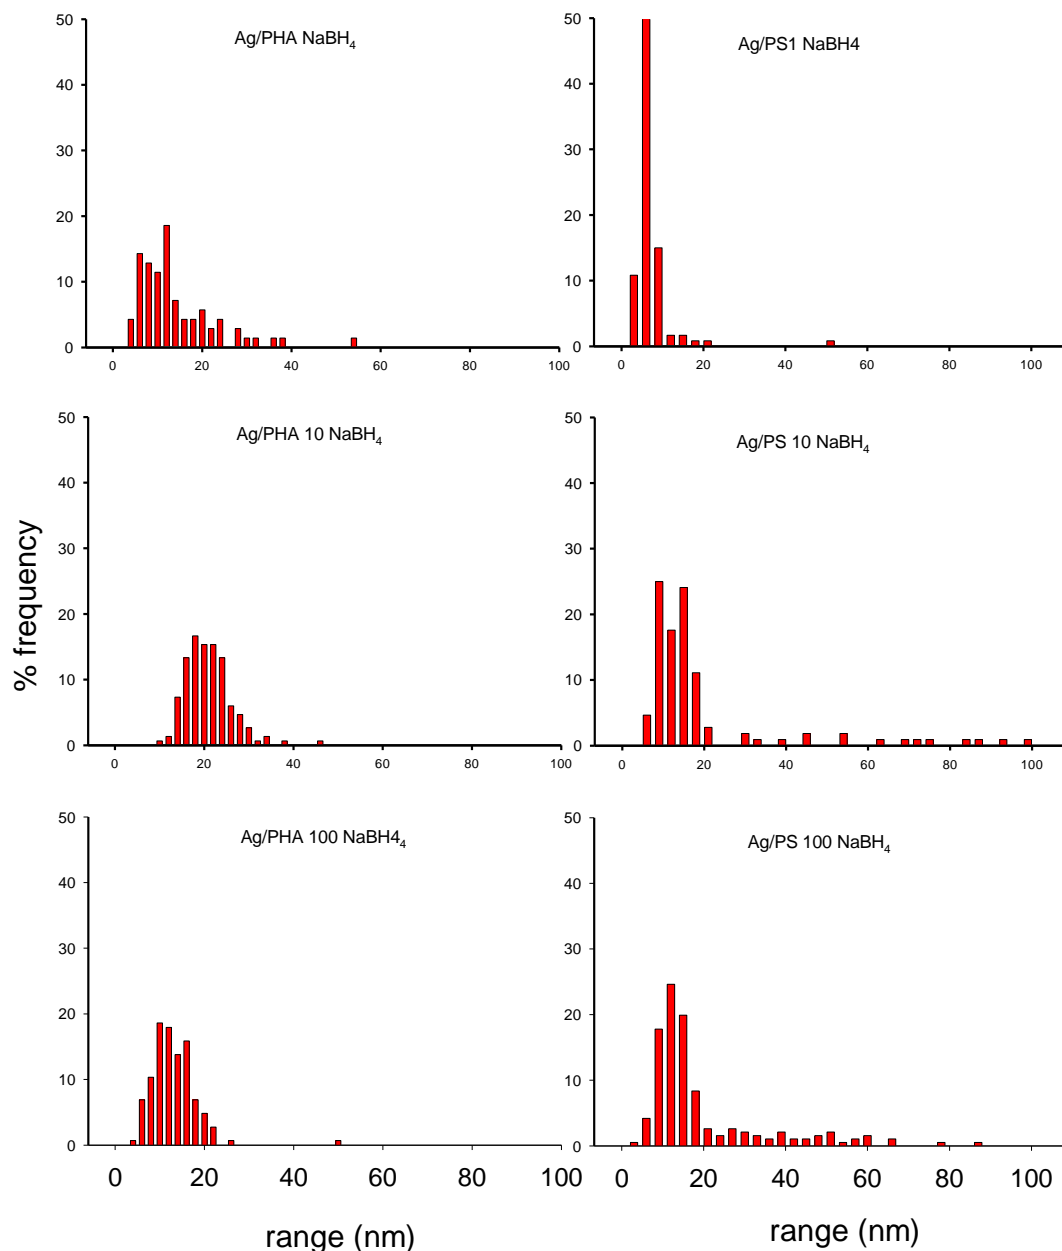 50
Ag/PHA NaBH₄
40
30
20
10
0
0 20 40 60 80 100
50
Ag/PS1 NaBH4
40
30
20
10
0
0 20 40 60 80 100
% frequency
50
Ag/PHA 10 NaBH₄
40
30
20
10
0
0 20 40 60 80 100
50
Ag/PS 10 NaBH₄
40
30
20
10
0
0 20 40 60 80 100
50
Ag/PHA 100 NaBH4₄
40
30
20
10
0
0 20 40 60 80 100
range (nm)
50
Ag/PS 100 NaBH₄
40
30
20
10
0
0 20 40 60 80 100
range (nm)